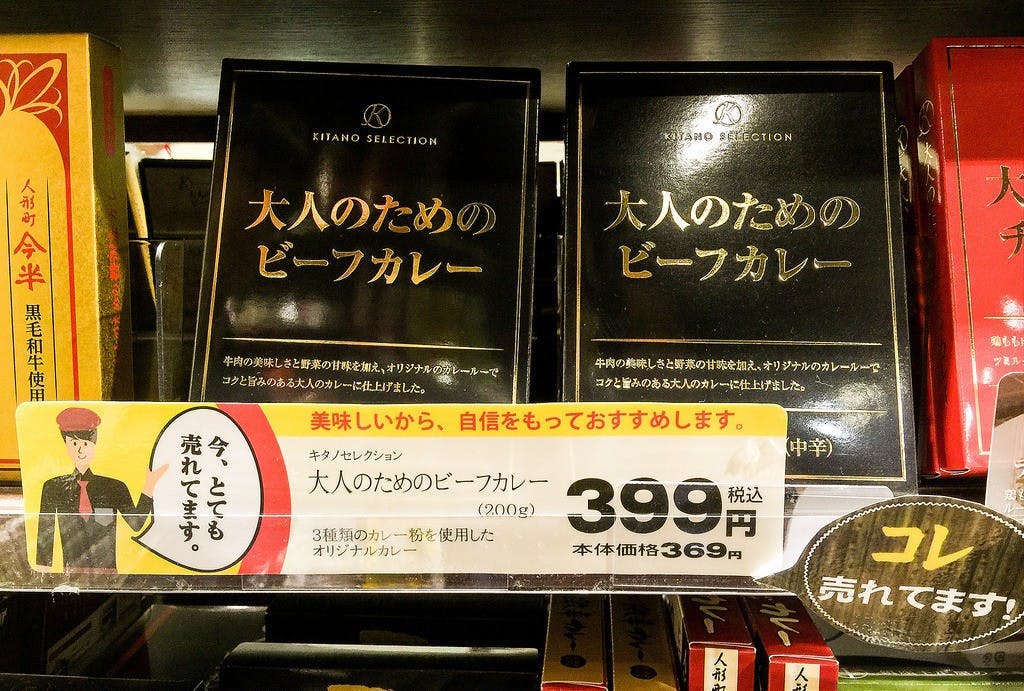 人形町
今半
黒毛和牛使用
KITANO SELECTION
大人のための
ビーフカレー
牛肉の美味しさと野菜の甘味を加え、オリジナルのカレールーで
コクと旨みのある大人のカレーに仕上げました。
KITANO SELECTION
大人のための
ビーフカレー
牛肉の美味しさと野菜の甘味を加え、オリジナルのカレールーで
コクと旨みのある大人のカレーに仕上げました。
(中辛)
今、とても
売れてます。
美味しいから、自信をもっておすすめします。
キタノセレクション
大人のためのビーフカレー
(200g)
3種類のカレー粉を使用した
オリジナルカレー
399円 税込
本体価格369円
コレ
売れてます!
カレー
人形
カレー
人形